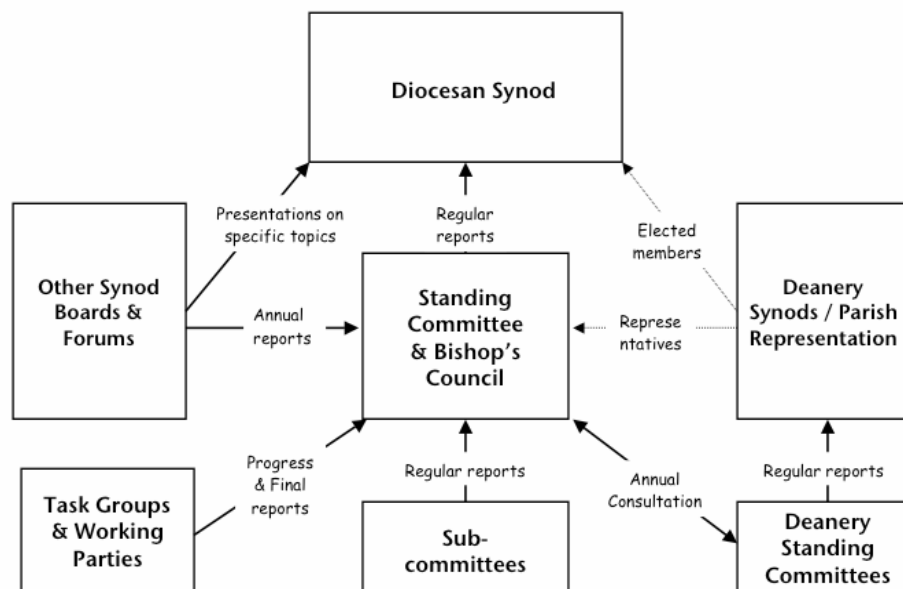 Diocesan Synod
Presentations on
specific topics
Regular
reports
Elected
members
Other Synod
Boards &
Forums
Annual
reports
Standing
Committee
& Bishop's
Council
Represe
ntatives
Deanery
Synods / Parish
Representation
Progress
& Final
reports
Regular reports
Annual
Consultation
Regular reports
Task Groups
& Working
Parties
Sub-
committees
Deanery
Standing
Committees